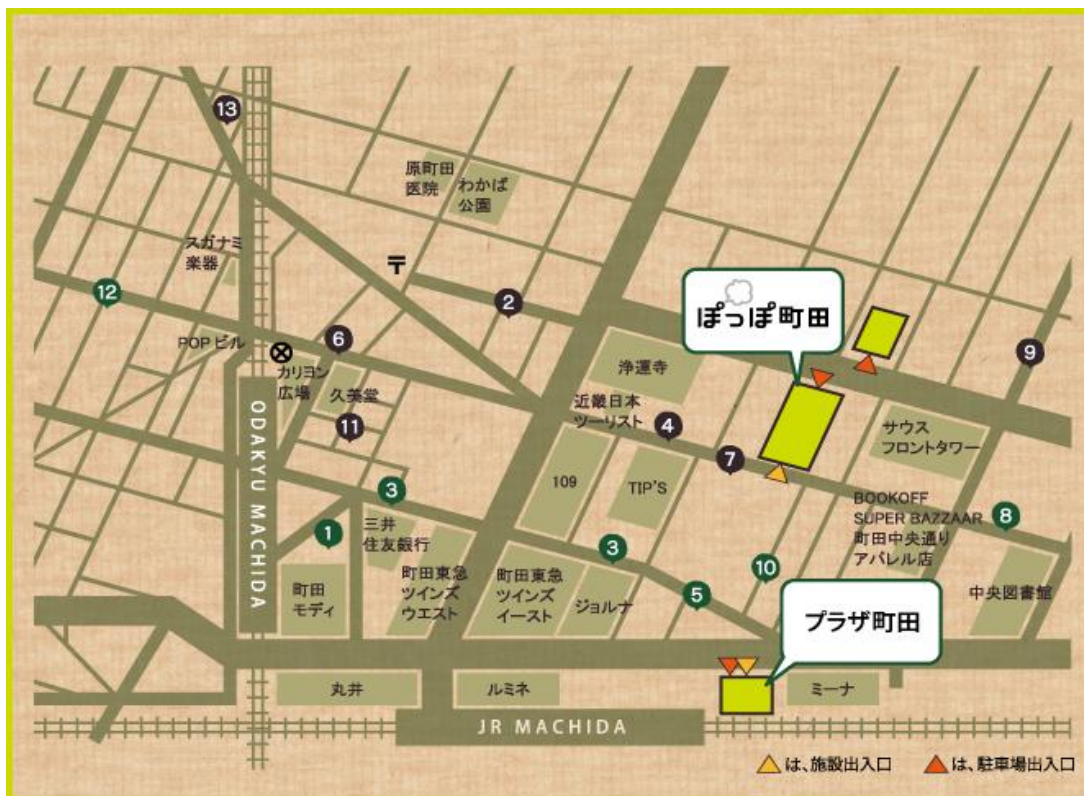 13
原町田
医院
わかば
公園
スガナミ
楽器
〒
12
2
ぽっぽ町田
9
POPビル
6
カリヨン
広場
久美堂
11
浄運寺
近畿日本
ツーリスト
4
7
サウス
フロントタワー
ODAKYU MACHIDA
3
1
三井
住友銀行
109
TIP'S
BOOKOFF
SUPER BAZZAAR
町田中央通り
アパレル店
8
町田
モディ
町田東急
ツインズ
ウエスト
町田東急
ツインズ
イースト
3
ジョルナ
5
10
中央図書館
プラザ町田
丸井
ルミネ
ミーナ
JR MACHIDA
は、施設出入口
は、駐車場出入口